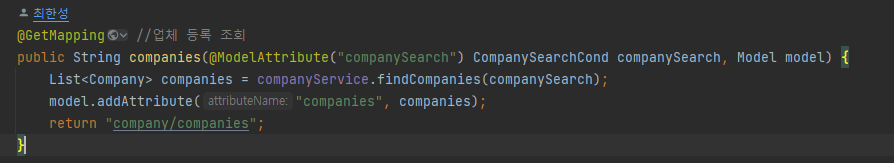 최한성
@GetMapping //업체 등록 조회
public String companies(@ModelAttribute("companySearch") CompanySearchCond companySearch, Model model) {
List<Company> companies = companyService.findCompanies(companySearch);
model.addAttribute( attributeName: "companies", companies);
return "company/companies";
}